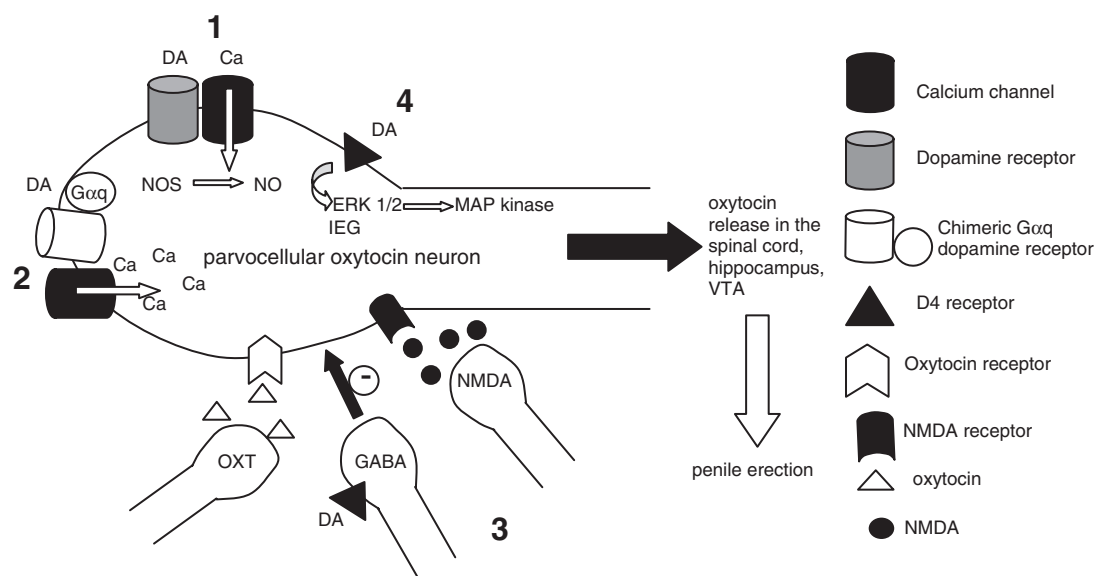 1
DA
Ca
4
DA
DA
Gαq
NOS
NO
ERK 1/2
MAP kinase
IEG
2
Ca
Ca
Ca
Ca
parvocellular oxytocin neuron
oxytocin
release in the
spinal cord,
hippocampus,
VTA
-
NMDA
OXT
GABA
DA
3
penile erection
Calcium channel
Dopamine receptor
Chimeric Gαq
dopamine receptor
D4 receptor
Oxytocin receptor
NMDA receptor
oxytocin
NMDA